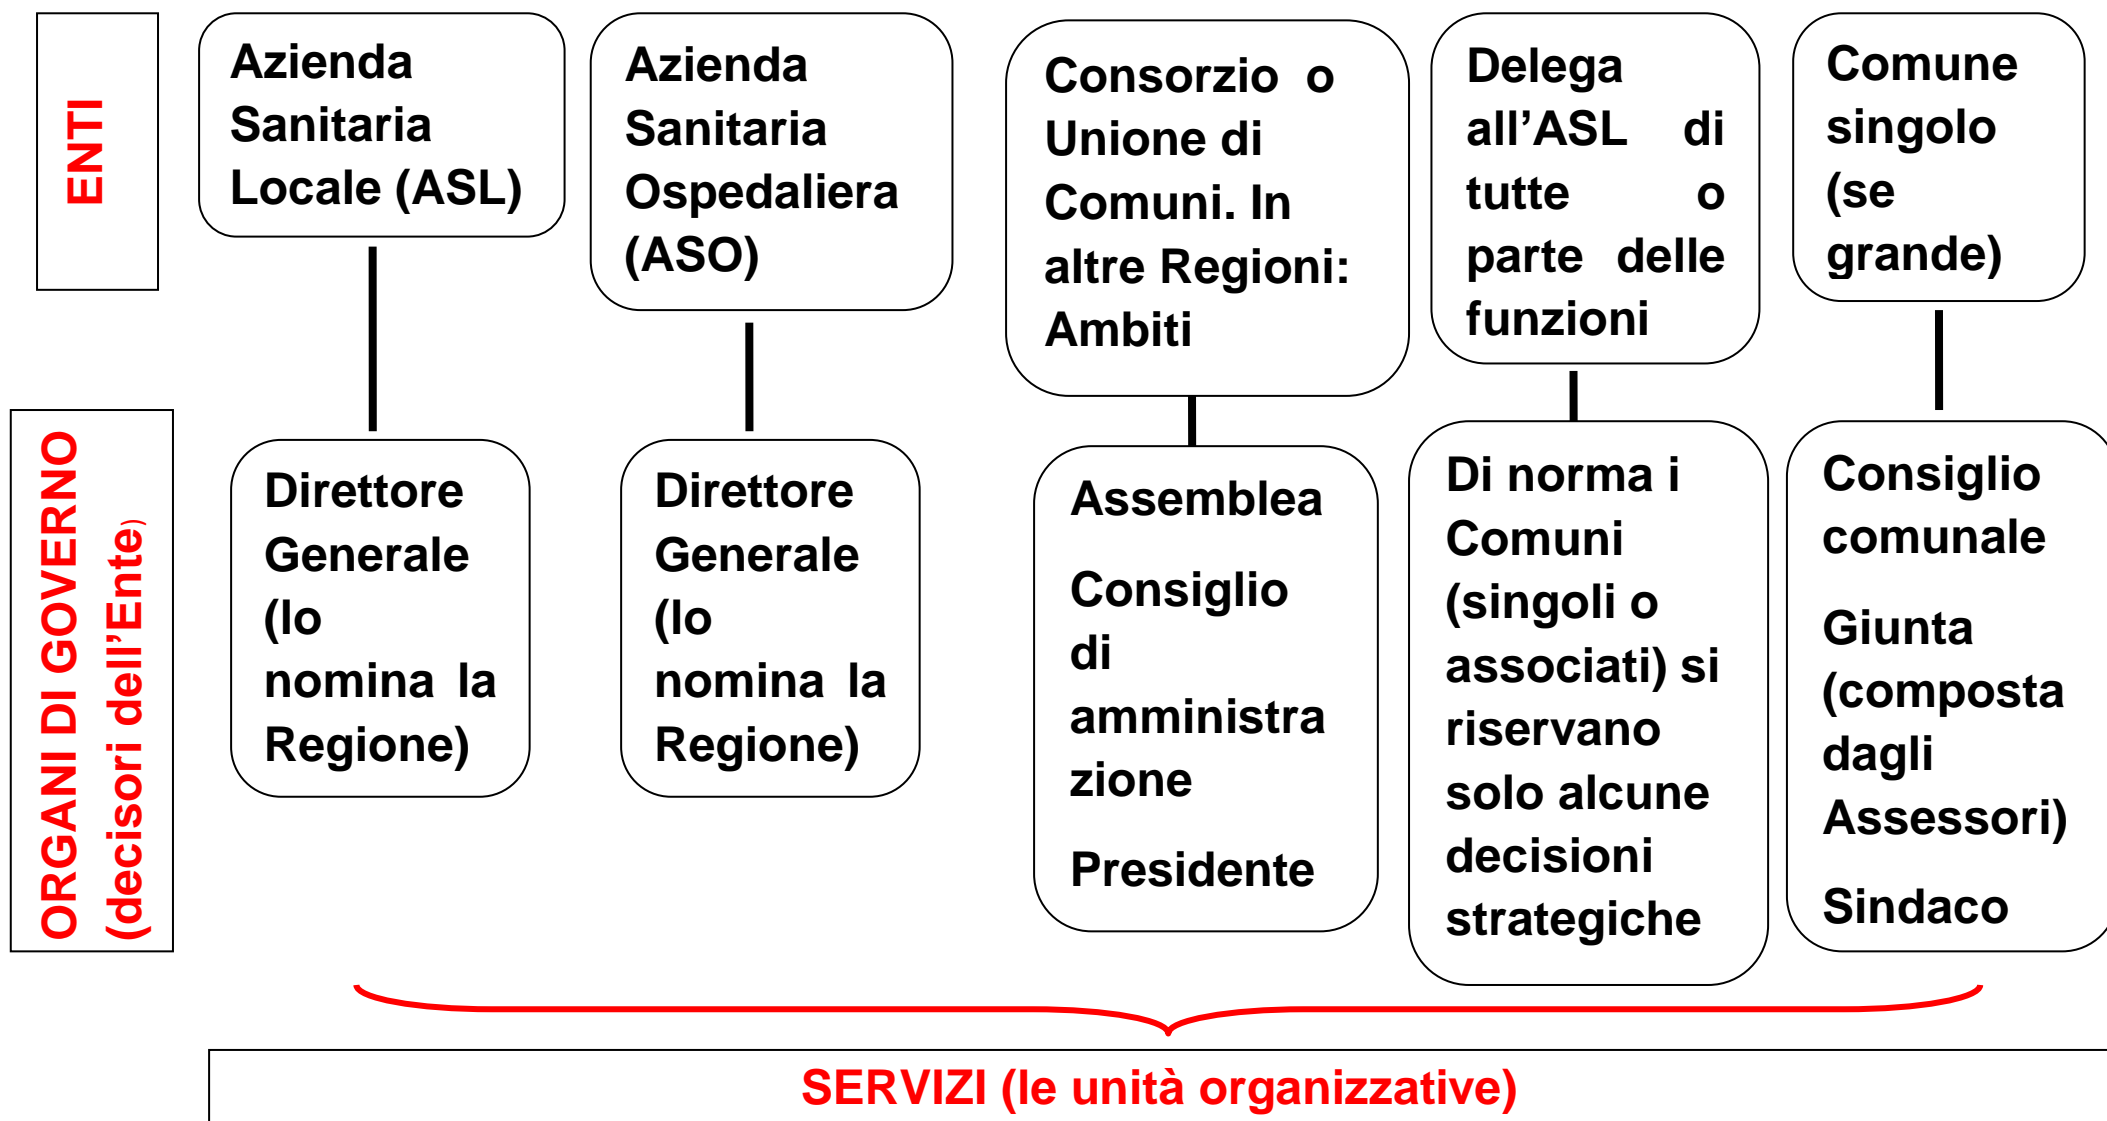 ENTI
Azienda
Sanitaria
Locale (ASL)
Azienda
Sanitaria
Ospedaliera
(ASO)
Consorzio o
Unione di
Comuni. In
altre Regioni:
Ambiti
Delega
all’ASL di
tutte o
parte delle
funzioni
Comune
singolo
(se
grande)
ORGANI DI GOVERNO
(decisori dell’Ente)
Direttore
Generale
(lo
nomina la
Regione)
Direttore
Generale
(lo
nomina la
Regione)
Assemblea
Consiglio
di
amministra
zione
Presidente
Di norma i
Comuni
(singoli o
associati) si
riservano
solo alcune
decisioni
strategiche
Consiglio
comunale
Giunta
(composta
dagli
Assessori)
Sindaco
SERVIZI (le unità organizzative)